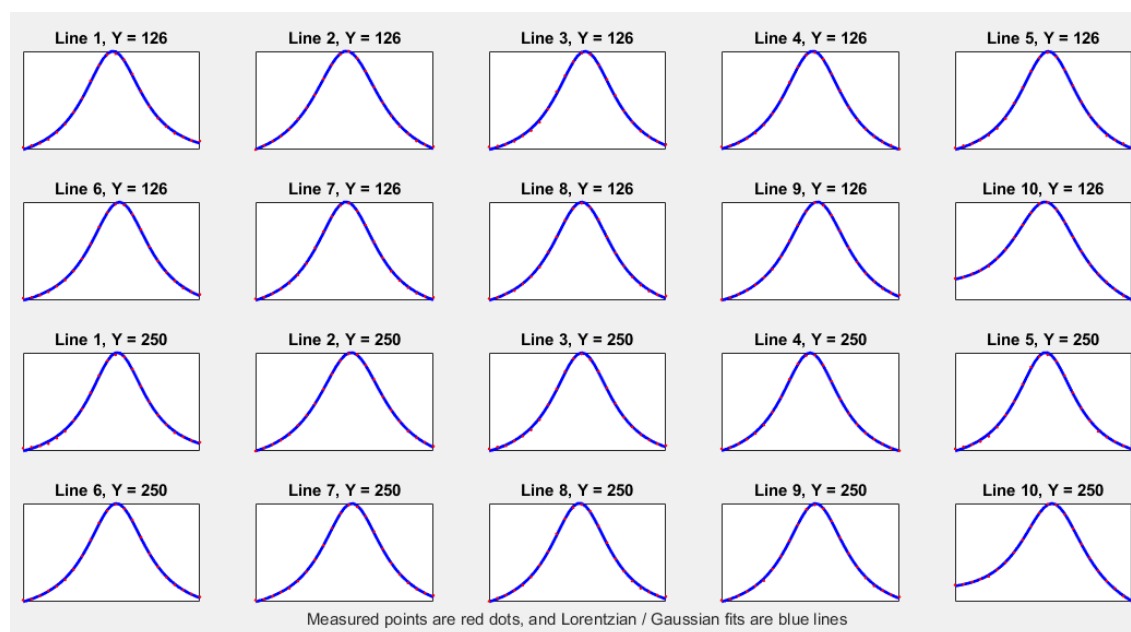 Line 1, Y = 126
Line 2, Y = 126
Line 3, Y = 126
Line 4, Y = 126
Line 5, Y = 126
Line 6, Y = 126
Line 7, Y = 126
Line 8, Y = 126
Line 9, Y = 126
Line 10, Y = 126
Line 1, Y = 250
Line 2, Y = 250
Line 3, Y = 250
Line 4, Y = 250
Line 5, Y = 250
Line 6, Y = 250
Line 7, Y = 250
Line 8, Y = 250
Line 9, Y = 250
Line 10, Y = 250
Measured points are red dots, and Lorentzian / Gaussian fits are blue lines